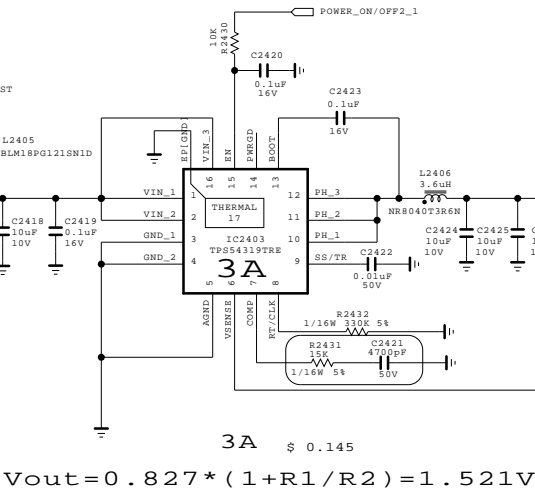 POWER_ON/OFF2_1
10K
R2430
C2420
0.1uF
16V
C2423
0.1uF
16V
ST
L2405
BLM18PG121SN1D
EP[GND]
VIN_3
EN
PWRGD
BOOT
16
15
14
13
L2406
3.6uH
NR8040T3R6N
VIN_1
1
THERMAL
17
12
PH_3
VIN_2
2
11
PH_2
GND_1
3
IC2403
10
PH_1
GND_2
4
TPS54319TRE
9
SS/TR
3A
C2418
10uF
10V
C2419
0.1uF
16V
C2424
10uF
10V
C2425
10uF
10V
C
1
1
C2422
0.01uF
50V
5
6
7
8
AGND
VSENSE
COMP
RT/CLK
R2432
1/16W 330K 5%
R2431
15K
1/16W 5%
C2421
4700pF
50V
3A
$ 0.145
Vout=0.827*(1+R1/R2)=1.521V